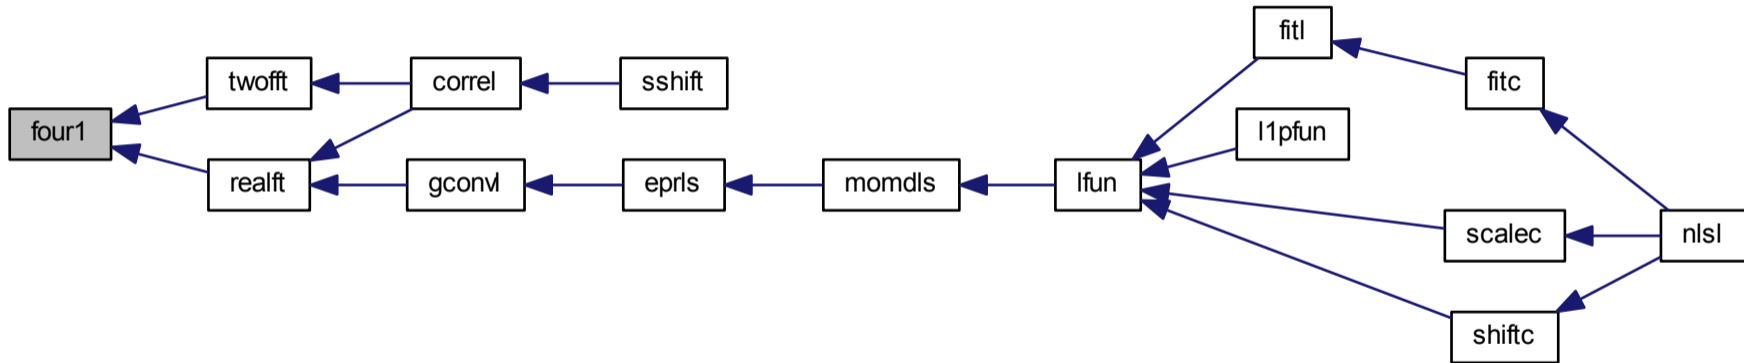 four1
twofft
realft
correl
gconvl
sshift
eprls
momdls
lfun
fitl
l1pfun
fitc
scalec
shiftc
nlsl